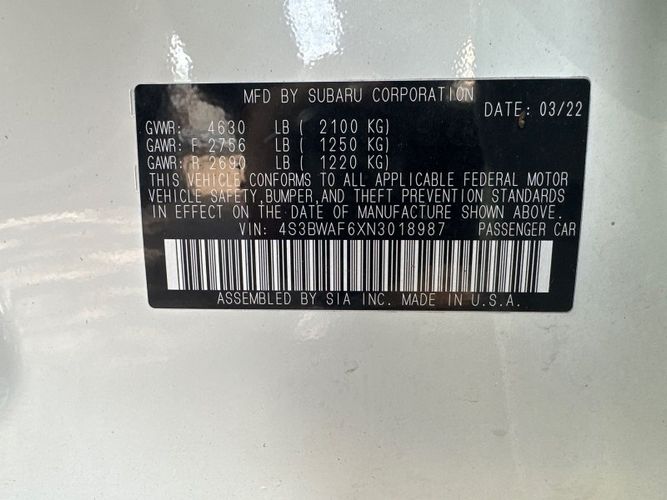 MFD BY SUBARU CORPORATION
DATE: 03/22
GVWR: 4630 LB ( 2100 KG)
GAWR: F 2756 LB ( 1250 KG)
GAWR: R 2690 LB ( 1220 KG)
THIS VEHICLE CONFORMS TO ALL APPLICABLE FEDERAL MOTOR
VEHICLE SAFETY, BUMPER, AND THEFT PREVENTION STANDARDS
IN EFFECT ON THE DATE OF MANUFACTURE SHOWN ABOVE.
VIN: 4S3BWAF6XN3018987 PASSENGER CAR
ASSEMBLED BY SIA INC. MADE IN U.S.A.